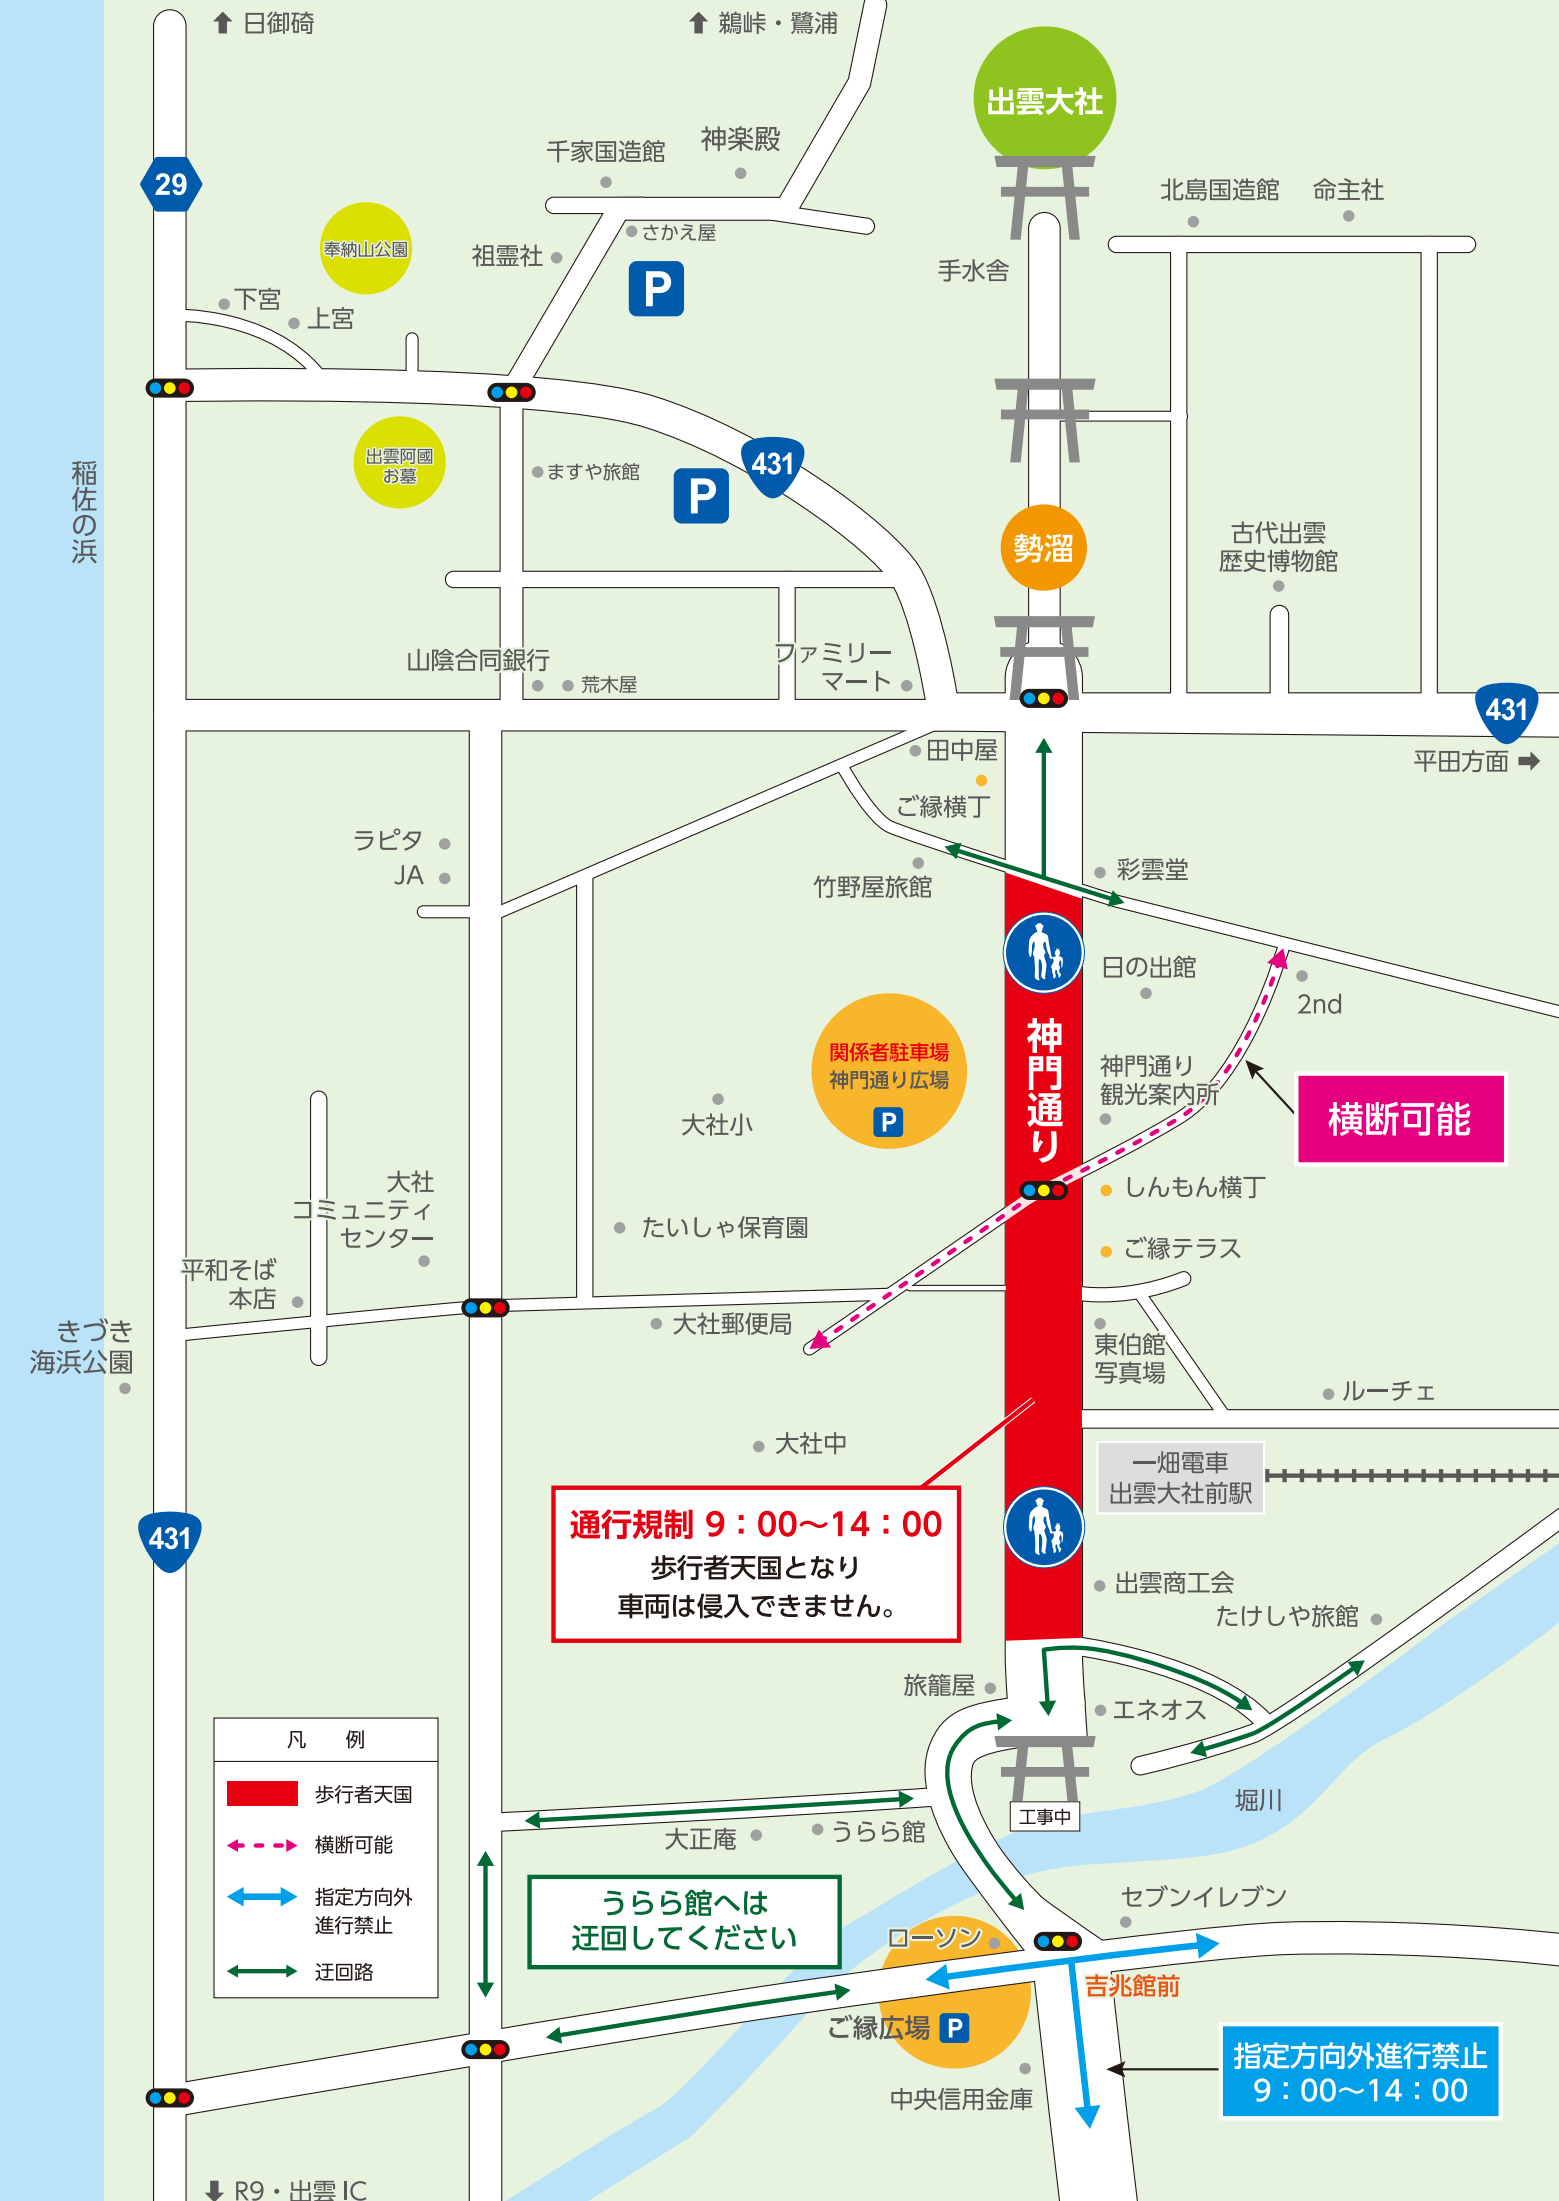 日御碕
鵜峠・鷺浦
出雲大社
29
千家国造館
神楽殿
北島国造館
命主社
奉納山公園
祖霊社
さかえ屋
P
手水舎
下宮
上宮
稲佐の浜
出雲阿國
お墓
ますや旅館
P
431
勢溜
古代出雲
歴史博物館
山陰合同銀行
荒木屋
ファミリー
マート
431
平田方面
田中屋
ご縁横丁
ラピタ
JA
竹野屋旅館
彩雲堂
日の出館
2nd
神門通り
関係者駐車場
神門通り広場
P
神門通り
観光案内所
横断可能
大社小
大社
コミュニティ
センター
しんもん横丁
たいしゃ保育園
ご縁テラス
平和そば
本店
きづき
海浜公園
大社郵便局
東伯館
写真場
ルーチェ
大社中
一畑電車
出雲大社前駅
431
通行規制 9：00〜14：00
歩行者天国となり
車両は侵入できません。
出雲商工会
たけしや旅館
旅籠屋
エネオス
凡 例
歩行者天国
横断可能
指定方向外
進行禁止
迂回路
堀川
工事中
大正庵
うらら館
うらら館へは
迂回してください
セブンイレブン
ローソン
吉兆館前
ご縁広場
P
指定方向外進行禁止
9：00〜14：00
中央信用金庫
R9・出雲 IC